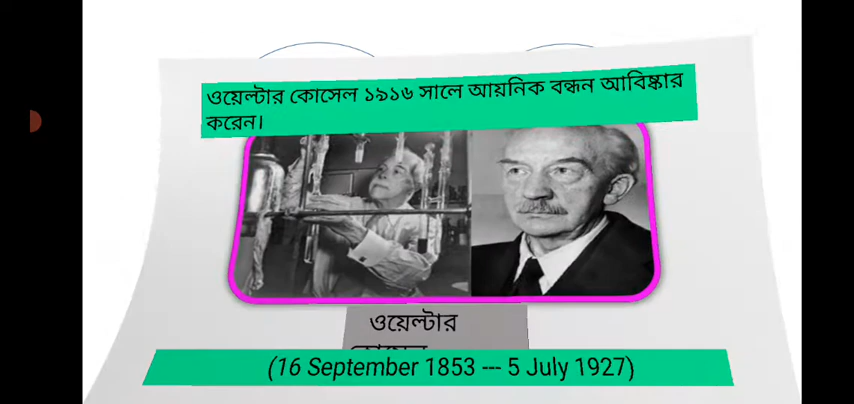 ওয়েল্টার কোসেল ১৯১৬ সালে আয়নিক বন্ধন আবিষ্কার
করেন।
ওয়েল্টার
(16 September 1853 --- 5 July 1927)